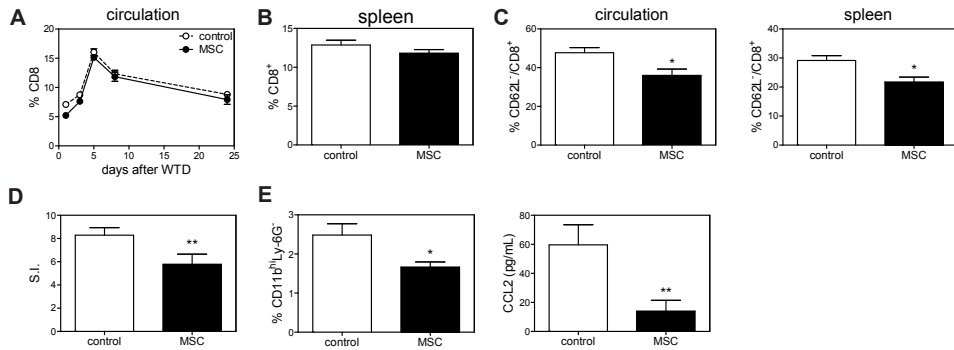 A
circulation
% CD8
20
15
10
5
0
0 5 10 15 20 25
days after WTD
control
MSC
B
spleen
% CD8⁺
15
10
5
0
control MSC
C
circulation
% CD62L⁻/CD8⁺
60
40
20
0
*
control MSC
spleen
% CD62L⁻/CD8⁺
40
30
20
10
0
*
control MSC
D
S.I.
10
8
6
4
2
0
**
control MSC
E
% CD11bʰⁱLy-6G⁻
3
2
1
0
*
control MSC
CCL2 (pg/mL)
80
60
40
20
0
**
control MSC